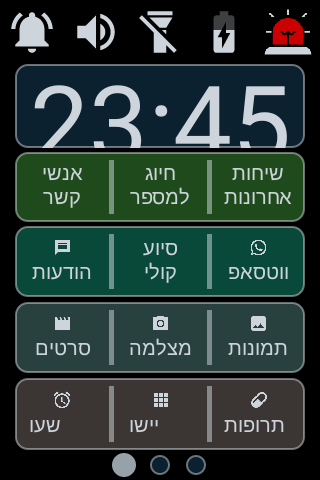 23:45
שיחות אחרונות
חיוג למספר
אנשי קשר
ווטסאפ
סיוע קולי
הודעות
תמונות
מצלמה
סרטים
תרופות
יישו
שעו